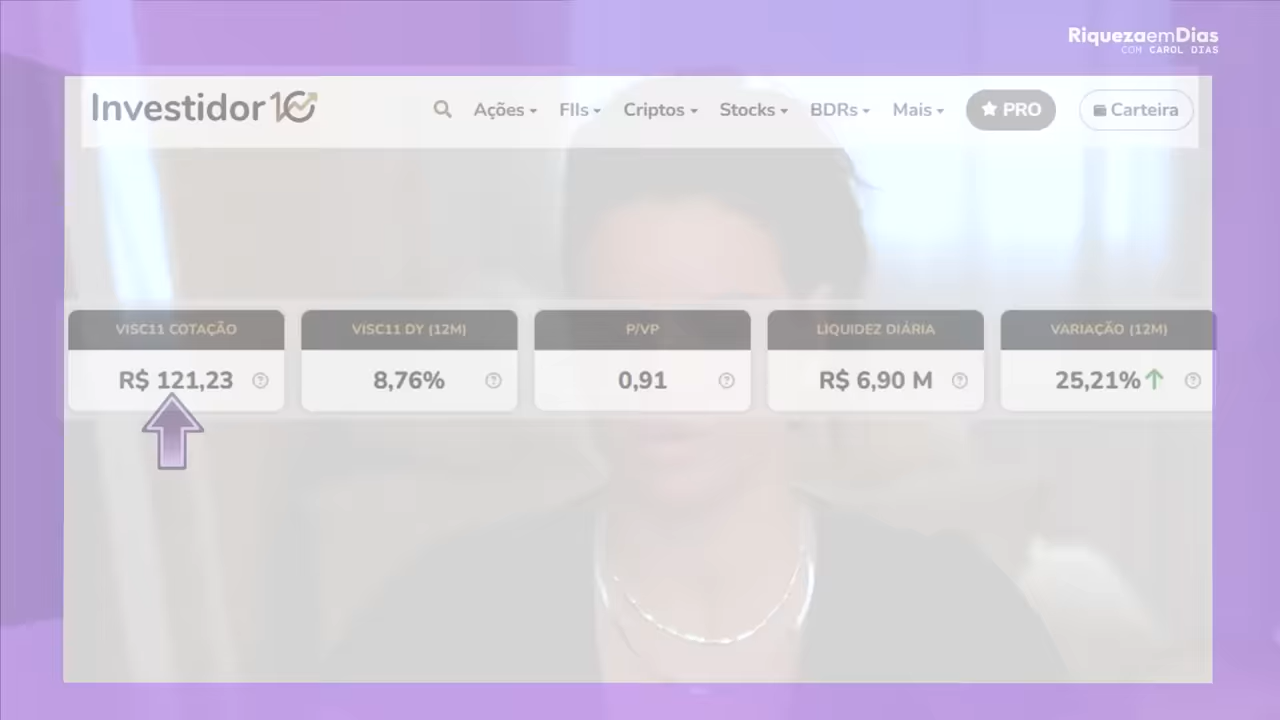 RiquezaemDias
COM CAROL DIAS
Investidor10
Ações
FIIs
Criptos
Stocks
BDRs
Mais
PRO
Carteira
VISC11 COTAÇÃO
VISC11 DY (12M)
P/VP
LIQUIDEZ DIÁRIA
VARIAÇÃO (12M)
R$ 121,23
8,76%
0,91
R$ 6,90 M
25,21%